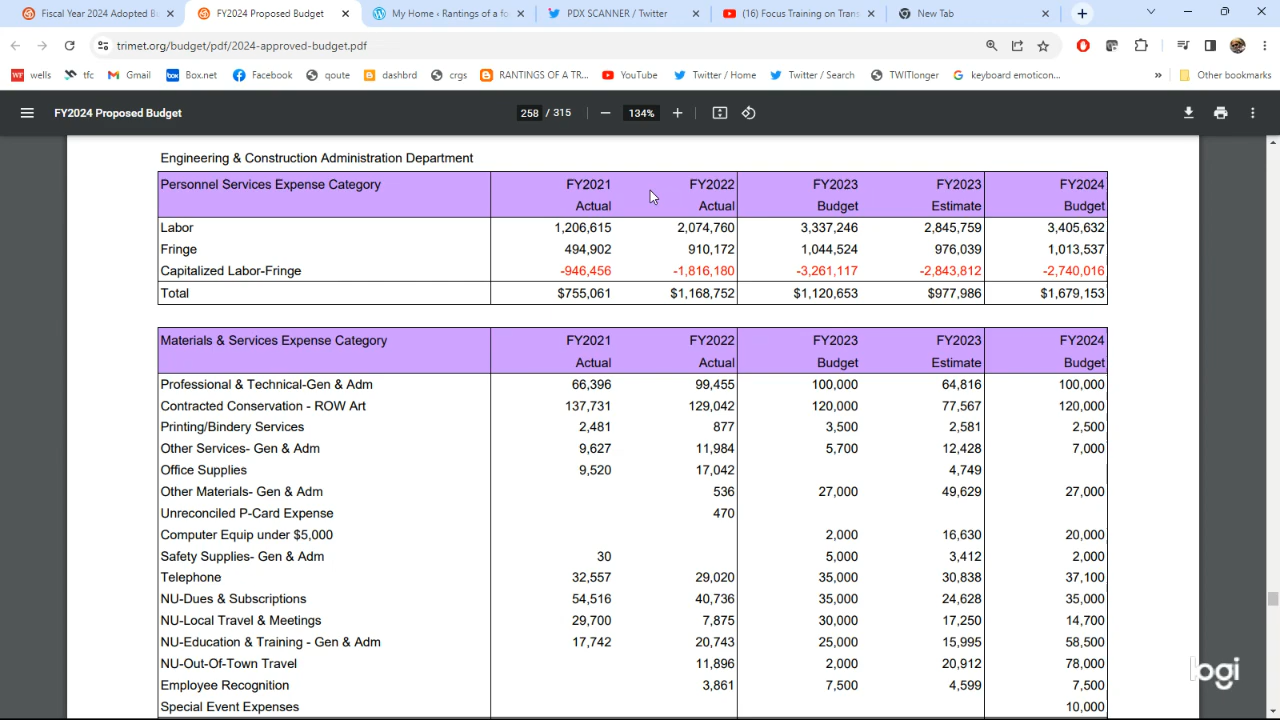 Fiscal Year 2024 Adopted B
FY2024 Proposed Budget
My Home ‹ Rantings of a fo
PDX SCANNER / Twitter
(16) Focus Training on Trans
New Tab
trimet.org/budget/pdf/2024-approved-budget.pdf
wells tfc Gmail Box.net Facebook qoute dashbrd crgs RANTINGS OF A TR... YouTube Twitter / Home Twitter / Search TWITlonger keyboard emoticon... » Other bookmarks
FY2024 Proposed Budget 258 / 315 134%
Engineering & Construction Administration Department
Personnel Services Expense Category FY2021 FY2022 FY2023 FY2023 FY2024
Actual Actual Budget Estimate Budget
Labor 1,206,615 2,074,760 3,337,246 2,845,759 3,405,632
Fringe 494,902 910,172 1,044,524 976,039 1,013,537
Capitalized Labor-Fringe -946,456 -1,816,180 -3,261,117 -2,843,812 -2,740,016
Total $755,061 $1,168,752 $1,120,653 $977,986 $1,679,153
Materials & Services Expense Category FY2021 FY2022 FY2023 FY2023 FY2024
Actual Actual Budget Estimate Budget
Professional & Technical-Gen & Adm 66,396 99,455 100,000 64,816 100,000
Contracted Conservation - ROW Art 137,731 129,042 120,000 77,567 120,000
Printing/Bindery Services 2,481 877 3,500 2,581 2,500
Other Services- Gen & Adm 9,627 11,984 5,700 12,428 7,000
Office Supplies 9,520 17,042 4,749
Other Materials- Gen & Adm 536 27,000 49,629 27,000
Unreconciled P-Card Expense 470
Computer Equip under $5,000 2,000 16,630 20,000
Safety Supplies- Gen & Adm 30 5,000 3,412 2,000
Telephone 32,557 29,020 35,000 30,838 37,100
NU-Dues & Subscriptions 54,516 40,736 35,000 24,628 35,000
NU-Local Travel & Meetings 29,700 7,875 30,000 17,250 14,700
NU-Education & Training - Gen & Adm 17,742 20,743 25,000 15,995 58,500
NU-Out-Of-Town Travel 11,896 2,000 20,912 78,000
Employee Recognition 3,861 7,500 4,599 7,500
Special Event Expenses 10,000
logi